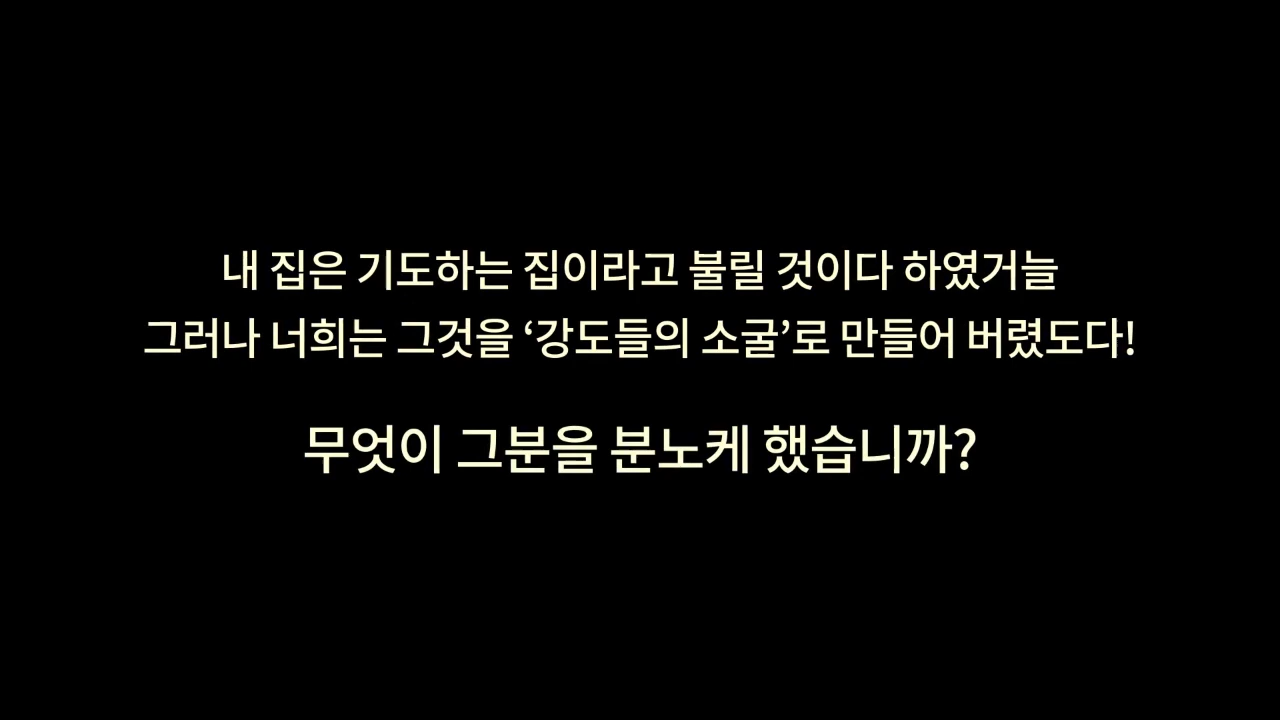 내 집은 기도하는 집이라고 불릴 것이다 하였거늘
그러나 너희는 그것을 ‘강도들의 소굴’로 만들어 버렸도다!
무엇이 그분을 분노케 했습니까?